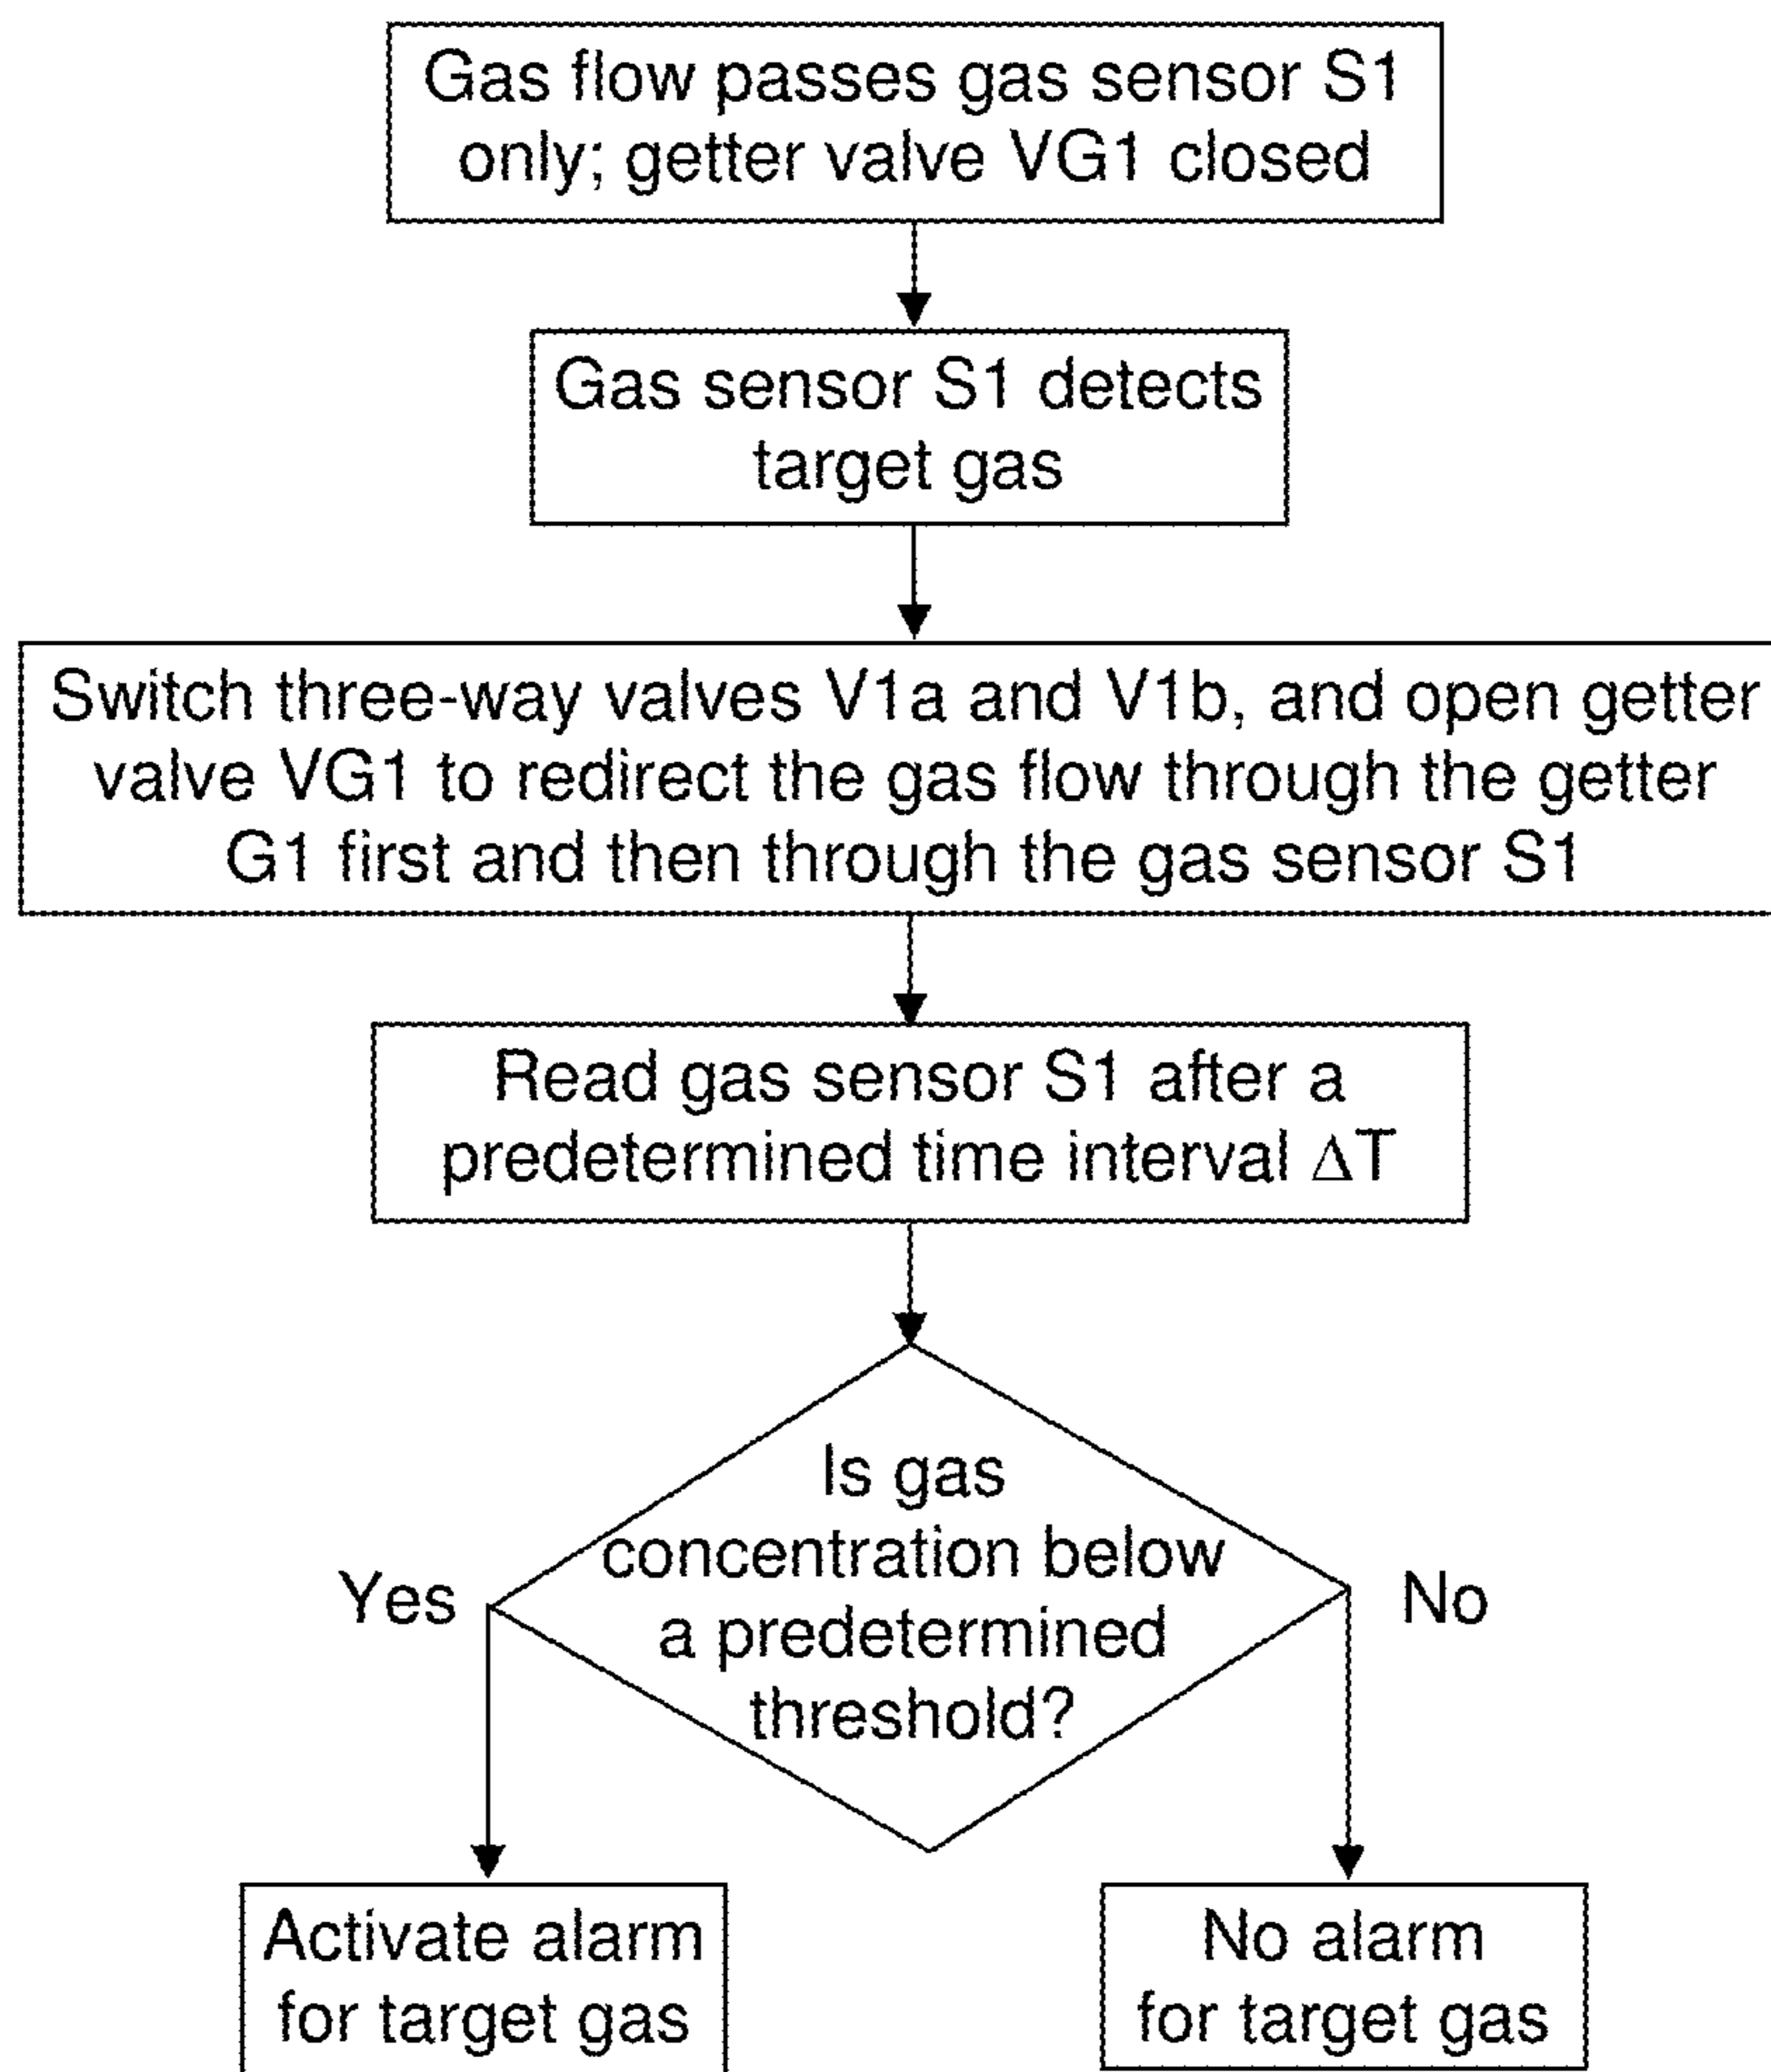 Gas flow passes gas sensor S1
only; getter valve VG1 closed
Gas sensor S1 detects
target gas
Switch three-way valves V1a and V1b, and open getter
valve VG1 to redirect the gas flow through the getter
G1 first and then through the gas sensor S1
Read gas sensor S1 after a
predetermined time interval ΔT
Is gas
concentration below
a predetermined
threshold?
Yes
No
Activate alarm
for target gas
No alarm
for target gas